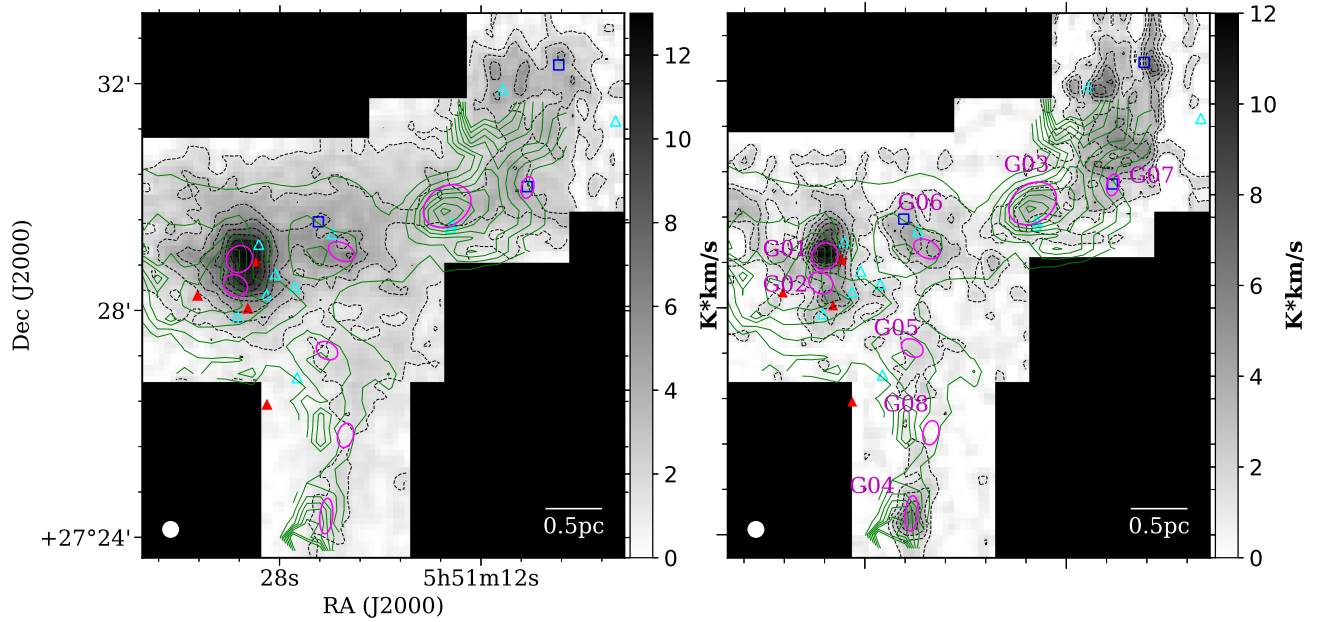 32'
28'
+27°24'
Dec (J2000)
28s
5h51m12s
RA (J2000)
0.5pc
12
10
8
6
4
2
0
K*km/s
G03
G07
G06
G01
G02
G05
G08
G04
0.5pc
12
10
8
6
4
2
0
K*km/s